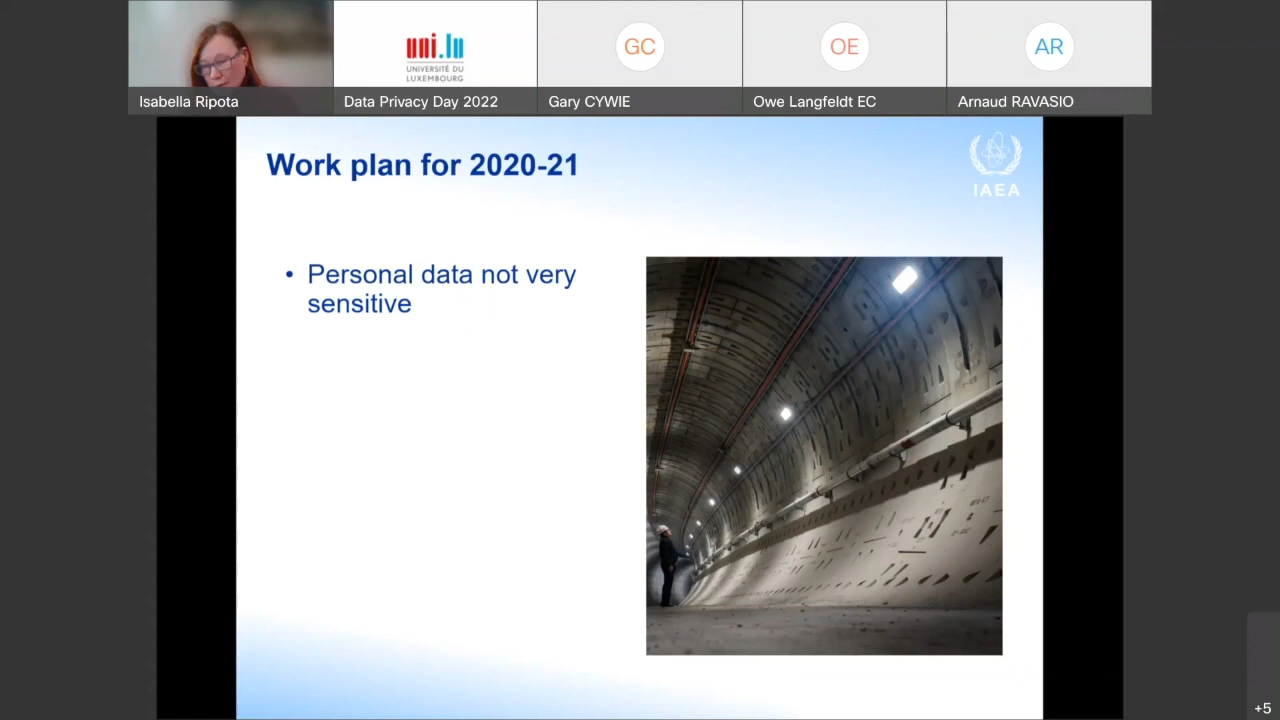 uni.lu
UNIVERSITÉ DU
LUXEMBOURG
GC
OE
AR
Isabella Ripota
Data Privacy Day 2022
Gary CYWIE
Owe Langfeldt EC
Arnaud RAVASIO
Work plan for 2020-21
IAEA
• Personal data not very
sensitive
+5